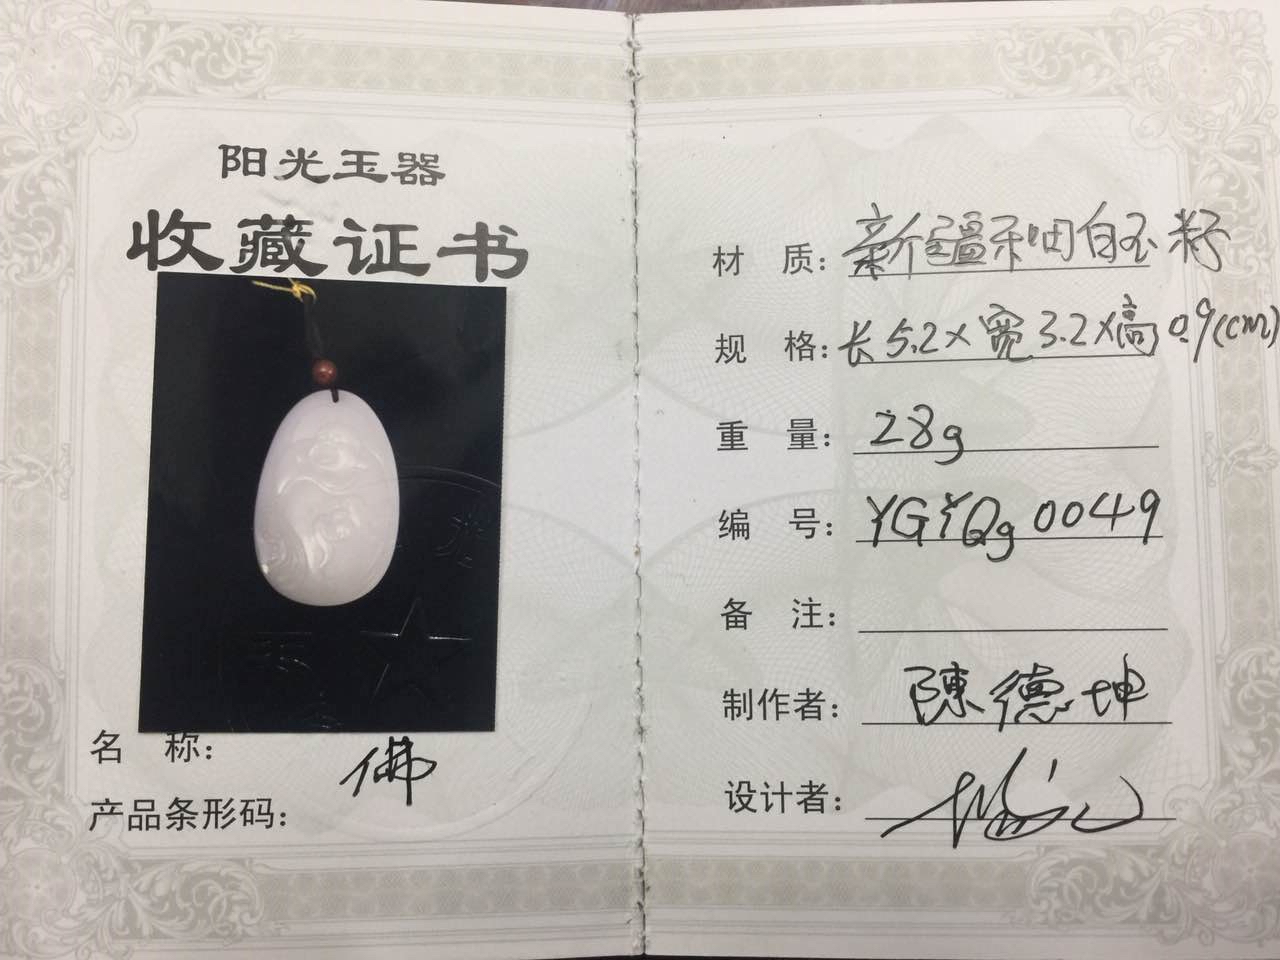 阳光玉器
收藏证书
名 称：佛
产品条形码：
材 质：新疆和田白玉籽
规 格：长5.2×宽3.2×高0.9(cm)
重 量：28g
编 号：YGYQg0049
备 注：
制作者：陳德坤
设计者：